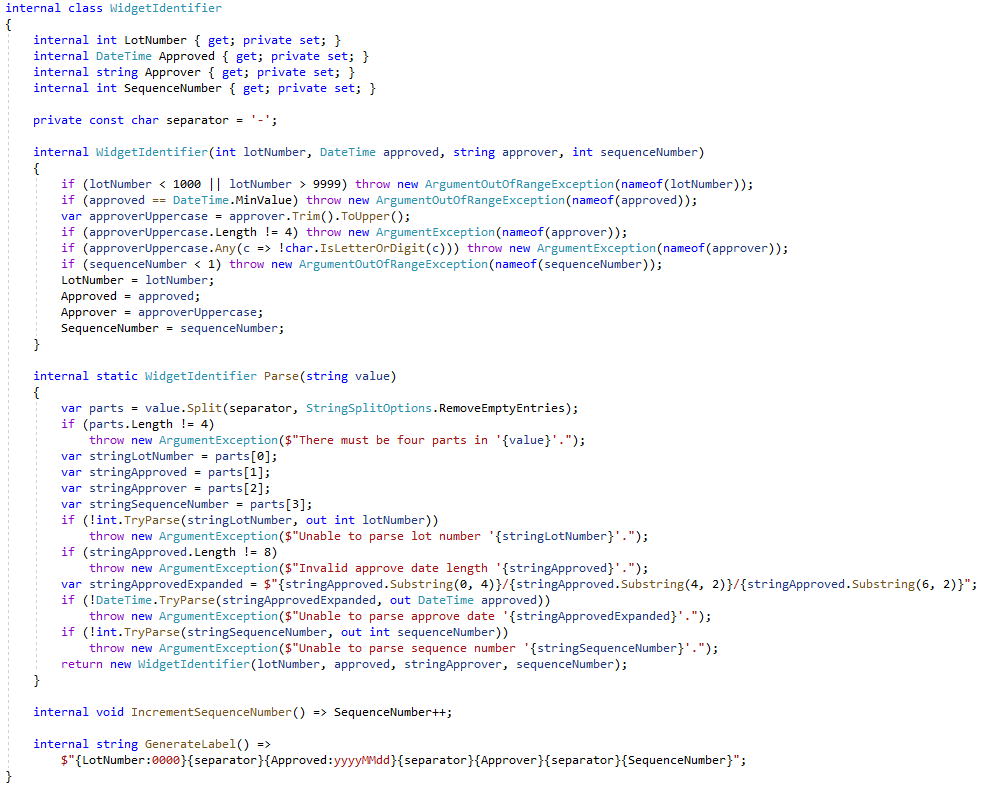 internal class WidgetIdentifier
{
    internal int LotNumber { get; private set; }
    internal DateTime Approved { get; private set; }
    internal string Approver { get; private set; }
    internal int SequenceNumber { get; private set; }

    private const char separator = '-';

    internal WidgetIdentifier(int lotNumber, DateTime approved, string approver, int sequenceNumber)
    {
        if (lotNumber < 1000 || lotNumber > 9999) throw new ArgumentOutOfRangeException(nameof(lotNumber));
        if (approved == DateTime.MinValue) throw new ArgumentOutOfRangeException(nameof(approved));
        var approverUppercase = approver.Trim().ToUpper();
        if (approverUppercase.Length != 4) throw new ArgumentException(nameof(approver));
        if (approverUppercase.Any(c => !char.IsLetterOrDigit(c))) throw new ArgumentException(nameof(approver));
        if (sequenceNumber < 1) throw new ArgumentOutOfRangeException(nameof(sequenceNumber));
        LotNumber = lotNumber;
        Approved = approved;
        Approver = approverUppercase;
        SequenceNumber = sequenceNumber;
    }

    internal static WidgetIdentifier Parse(string value)
    {
        var parts = value.Split(separator, StringSplitOptions.RemoveEmptyEntries);
        if (parts.Length != 4)
            throw new ArgumentException($"There must be four parts in '{value}'.");
        var stringLotNumber = parts[0];
        var stringApproved = parts[1];
        var stringApprover = parts[2];
        var stringSequenceNumber = parts[3];
        if (!int.TryParse(stringLotNumber, out int lotNumber))
            throw new ArgumentException($"Unable to parse lot number '{stringLotNumber}'.");
        if (stringApproved.Length != 8)
            throw new ArgumentException($"Invalid approve date length '{stringApproved}'.");
        var stringApprovedExpanded = $"{stringApproved.Substring(0, 4)}/{stringApproved.Substring(4, 2)}/{stringApproved.Substring(6, 2)}";
        if (!DateTime.TryParse(stringApprovedExpanded, out DateTime approved))
            throw new ArgumentException($"Unable to parse approve date '{stringApprovedExpanded}'.");
        if (!int.TryParse(stringSequenceNumber, out int sequenceNumber))
            throw new ArgumentException($"Unable to parse sequence number '{stringSequenceNumber}'.");
        return new WidgetIdentifier(lotNumber, approved, stringApprover, sequenceNumber);
    }

    internal void IncrementSequenceNumber() => SequenceNumber++;

    internal string GenerateLabel() =>
        $"{LotNumber:0000}{separator}{Approved:yyyyMMdd}{separator}{Approver}{separator}{SequenceNumber}";
}